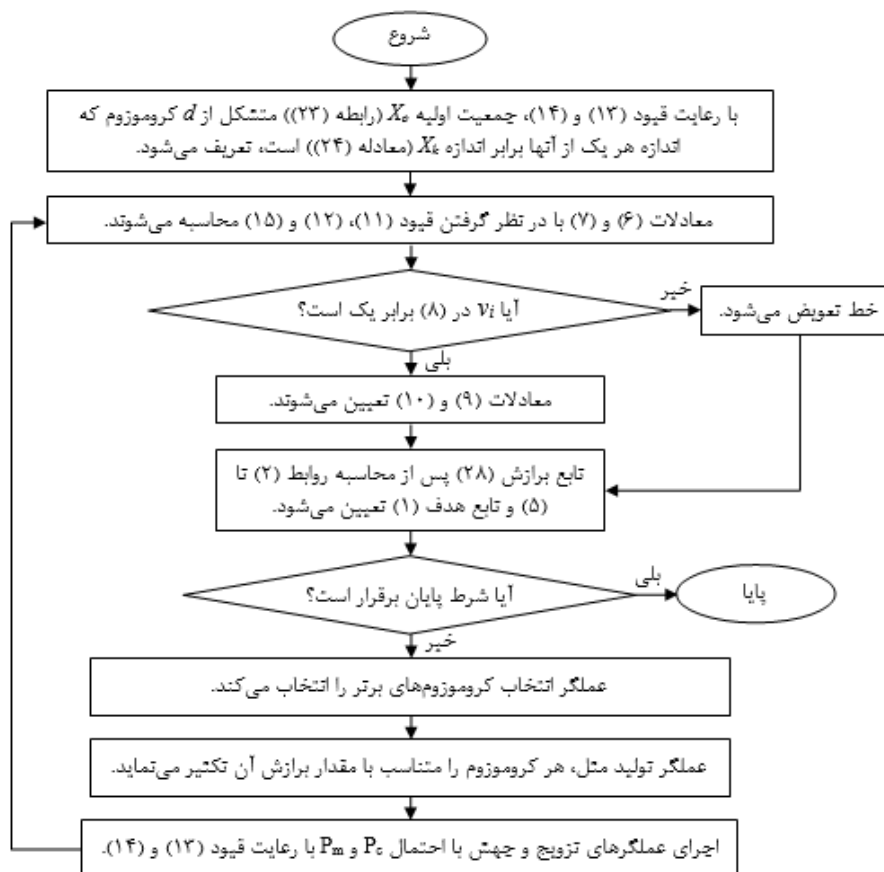 شروع
با رعایت قیود (۱۳) و (۱۴)، جمعیت اولیه Xₒ (رابطه (۲۳)) متشکل از d کروموزوم که
اندازه هر یک از آنها برابر اندازه Xₖ (معادله (۲۴)) است، تعریف می‌شود.
معادلات (۶) و (۷) با در نظر گرفتن قیود (۱۱)، (۱۲) و (۱۵) محاسبه می‌شوند.
آیا vᵢ در (۸) برابر یک است؟
خیر
خط تعویض می‌شود.
بلی
معادلات (۹) و (۱۰) تعیین می‌شوند.
تابع برازش (۲۸) پس از محاسبه روابط (۲) تا
(۵) و تابع هدف (۱) تعیین می‌شود.
آیا شرط پایان برقرار است؟
بلی
پایا
خیر
عملگر انتخاب کروموزوم‌های برتر را انتخاب می‌کند.
عملگر تولید مثل، هر کروموزوم را متناسب با مقدار برازش آن تکثیر می‌نماید.
اجرای عملگرهای تزویج و جهش با احتمال Pc و Pm با رعایت قیود (۱۳) و (۱۴).